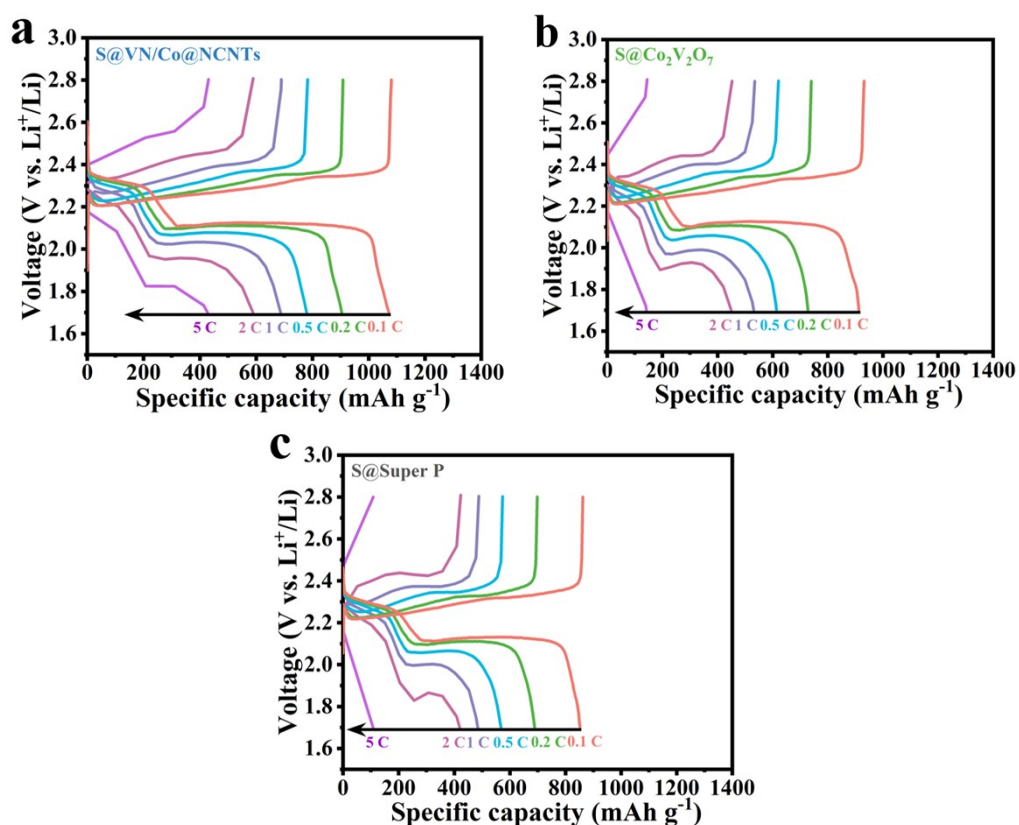 a
S@VN/Co@NCNTs
Voltage (V vs. Li⁺/Li)
3.0
2.8
2.6
2.4
2.2
2.0
1.8
1.6
5 C 2 C 1 C 0.5 C 0.2 C 0.1 C
0 200 400 600 800 1000 1200 1400
Specific capacity (mAh g⁻¹)
b
S@Co₂V₂O₇
Voltage (V vs. Li⁺/Li)
3.0
2.8
2.6
2.4
2.2
2.0
1.8
1.6
5 C 2 C 1 C 0.5 C 0.2 C 0.1 C
0 200 400 600 800 1000 1200 1400
Specific capacity (mAh g⁻¹)
c
S@Super P
Voltage (V vs. Li⁺/Li)
3.0
2.8
2.6
2.4
2.2
2.0
1.8
1.6
5 C 2 C 1 C 0.5 C 0.2 C 0.1 C
0 200 400 600 800 1000 1200 1400
Specific capacity (mAh g⁻¹)